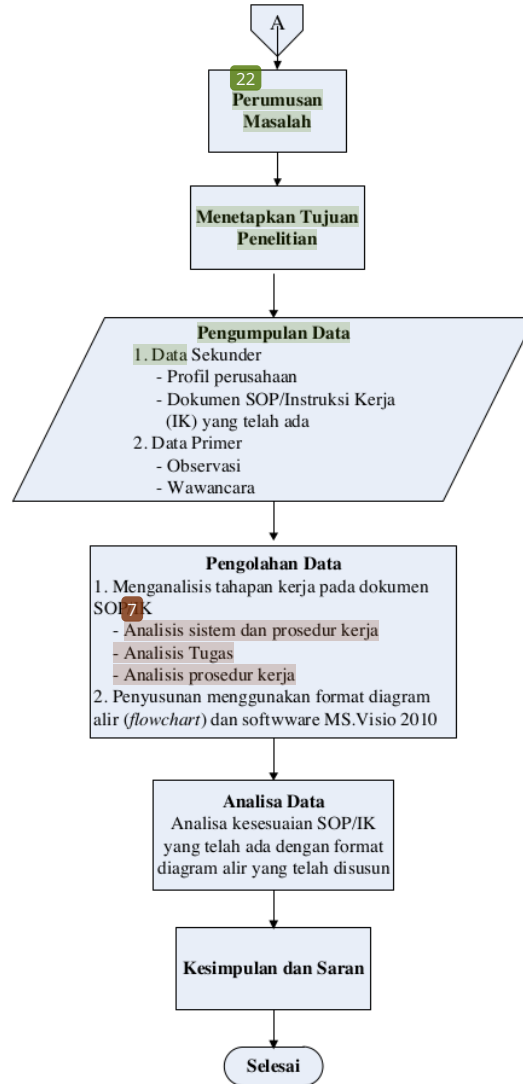 A
22
Perumusan
Masalah
Menetapkan Tujuan
Penelitian
Pengumpulan Data
1. Data Sekunder
- Profil perusahaan
- Dokumen SOP/Instruksi Kerja
(IK) yang telah ada
2. Data Primer
- Observasi
- Wawancara
Pengolahan Data
1. Menganalisis tahapan kerja pada dokumen
7
- Analisis sistem dan prosedur kerja
- Analisis Tugas
- Analisis prosedur kerja
2. Penyusunan menggunakan format diagram
alir (flowchart) dan softwware MS.Visio 2010
Analisa Data
Analisa kesesuaian SOP/IK
yang telah ada dengan format
diagram alir yang telah disusun
Kesimpulan dan Saran
Selesai